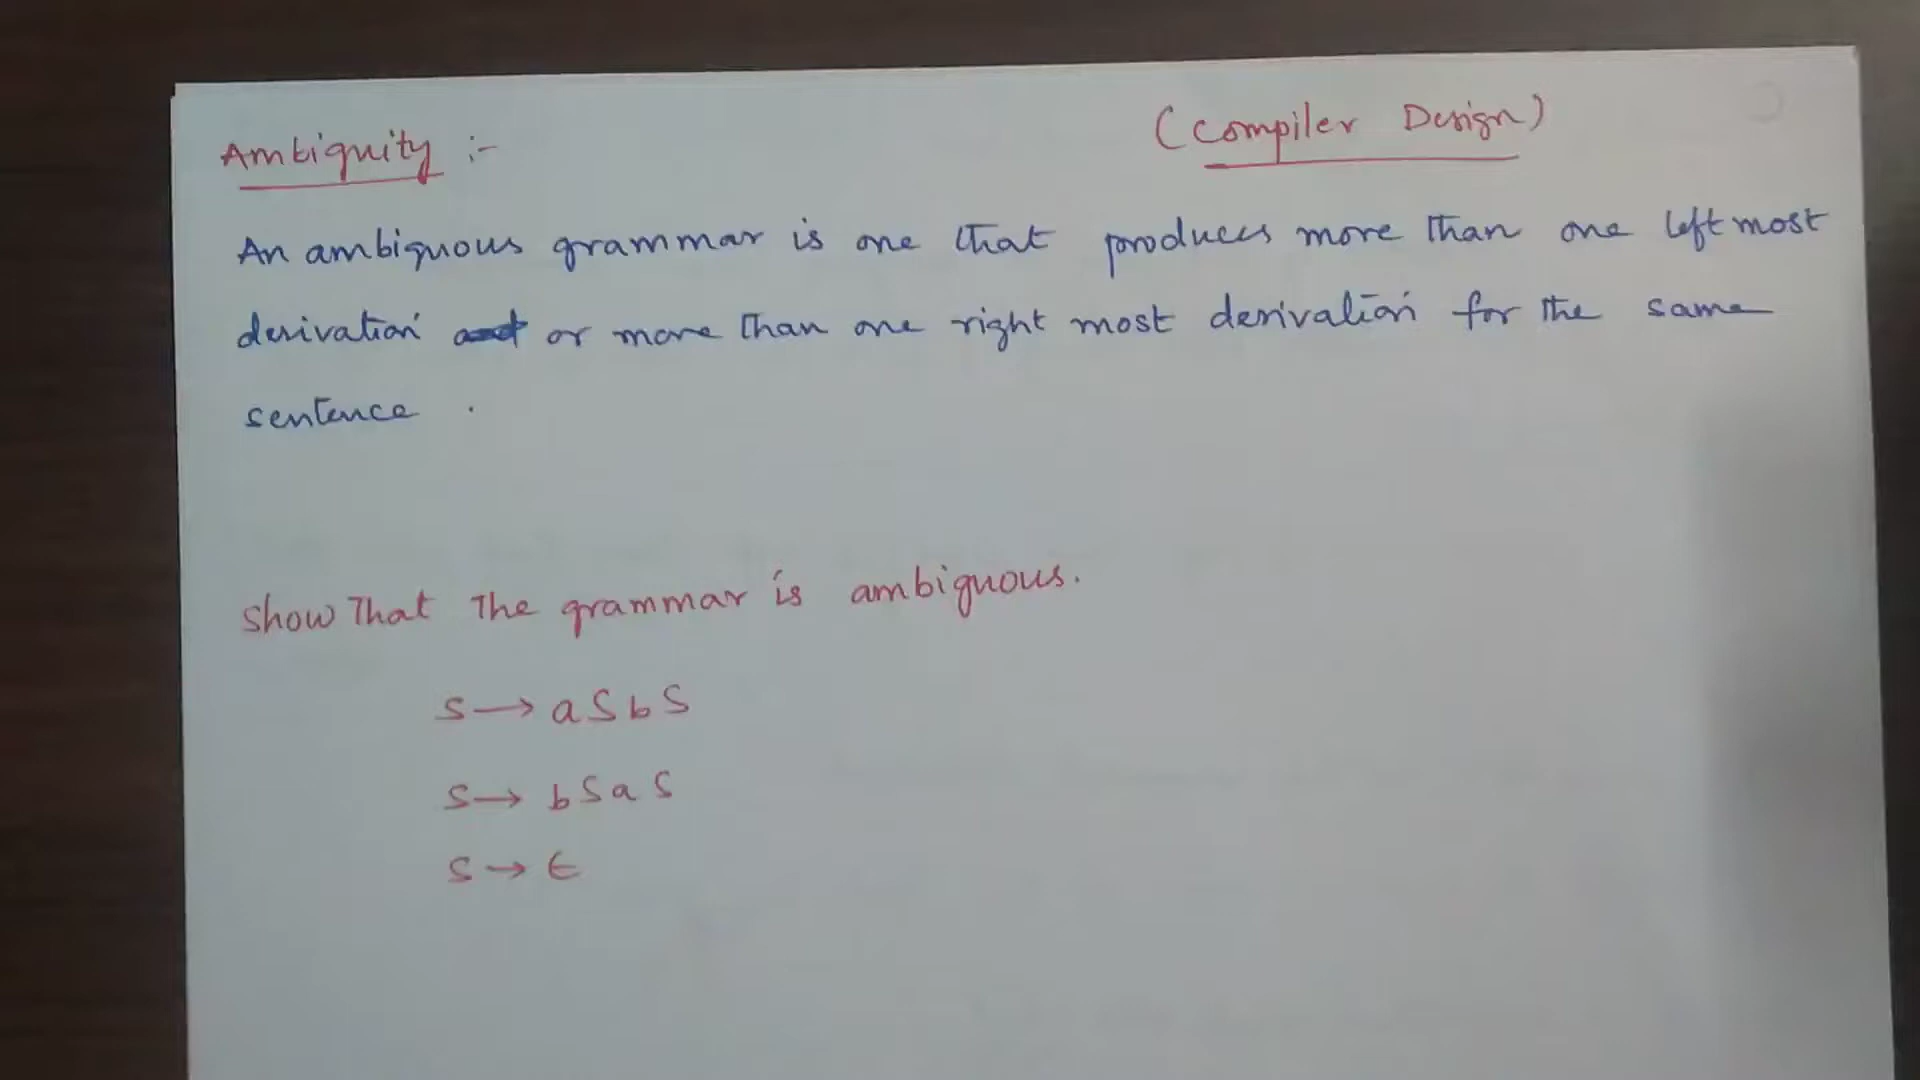 Ambiguity :-
(Compiler Design)
An ambiguous grammar is one that produces more than one left most
derivation or more than one right most derivation for the same
sentence .
Show That The grammar is ambiguous.
S → aSbS
S → bSaS
S → ϵ